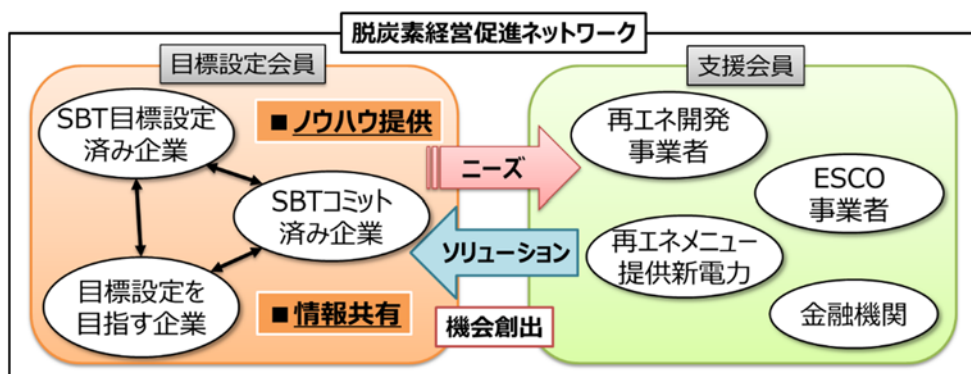 脱炭素経営促進ネットワーク
目標設定会員
SBT目標設定
済み企業
■ノウハウ提供
SBTコミット
済み企業
目標設定を
目指す企業
■情報共有
ニーズ
ソリューション
機会創出
支援会員
再エネ開発
事業者
ESCO
事業者
再エネメニュー
提供新電力
金融機関